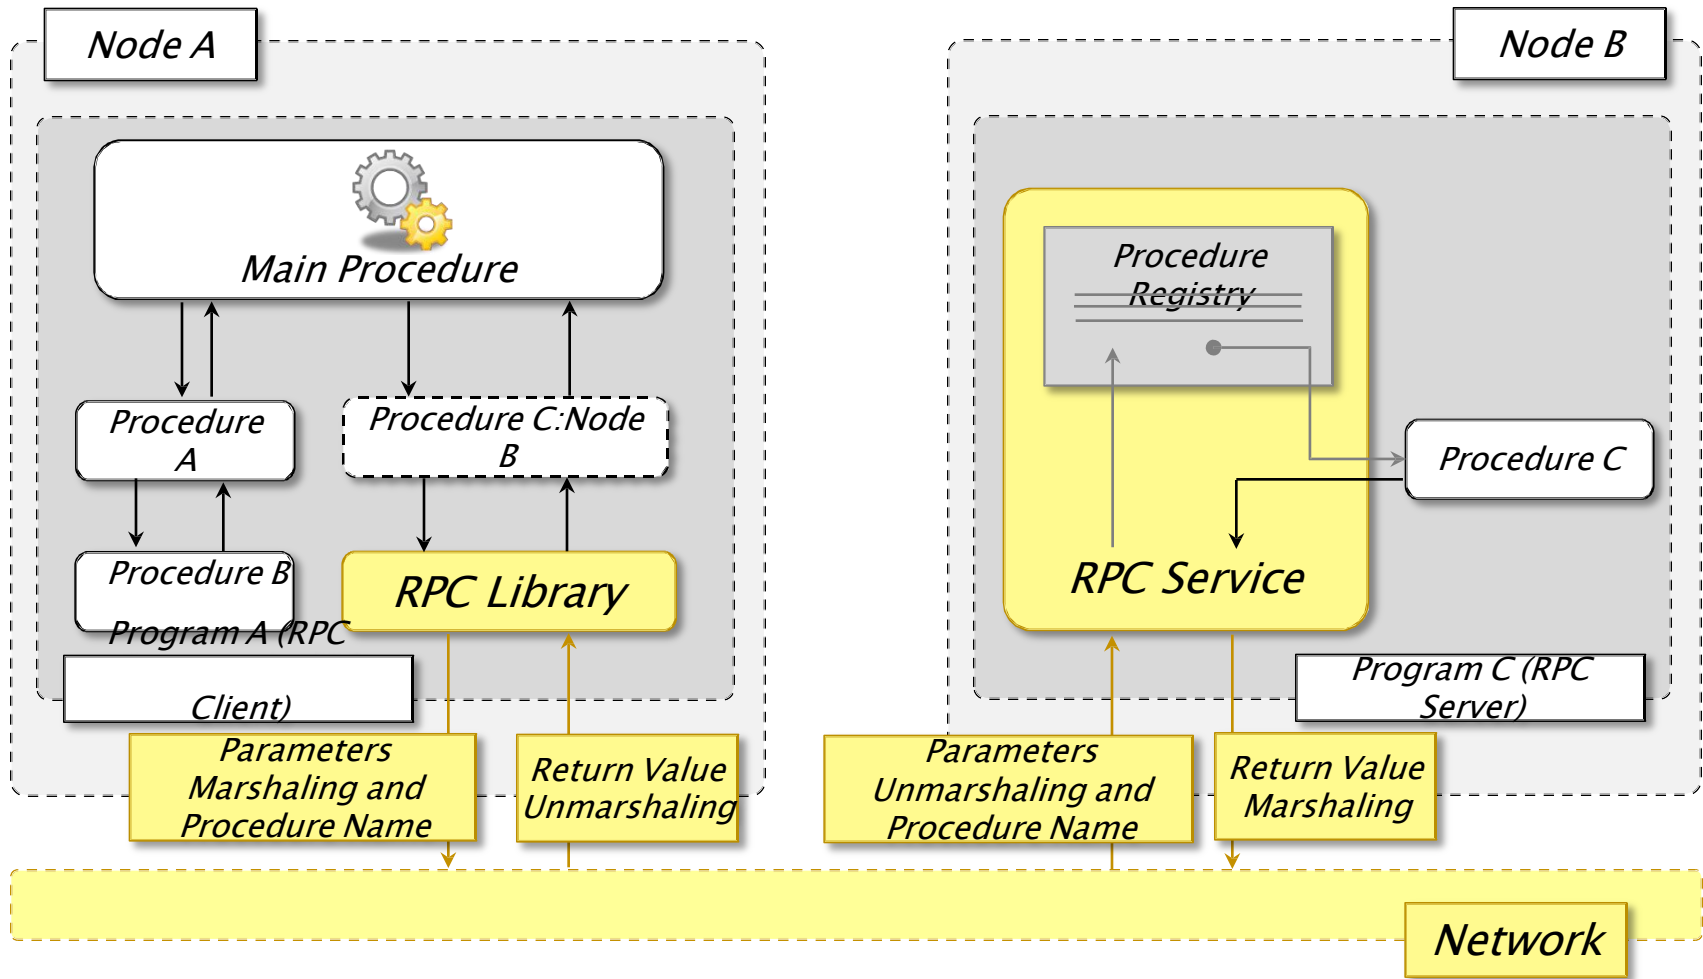 Node A
Node B
Main Procedure
Procedure
Registry
Procedure
A
Procedure C:Node
B
Procedure C
Procedure B
RPC Library
RPC Service
Program A (RPC
Client)
Program C (RPC
Server)
Parameters
Marshaling and
Procedure Name
Return Value
Unmarshaling
Parameters
Unmarshaling and
Procedure Name
Return Value
Marshaling
Network